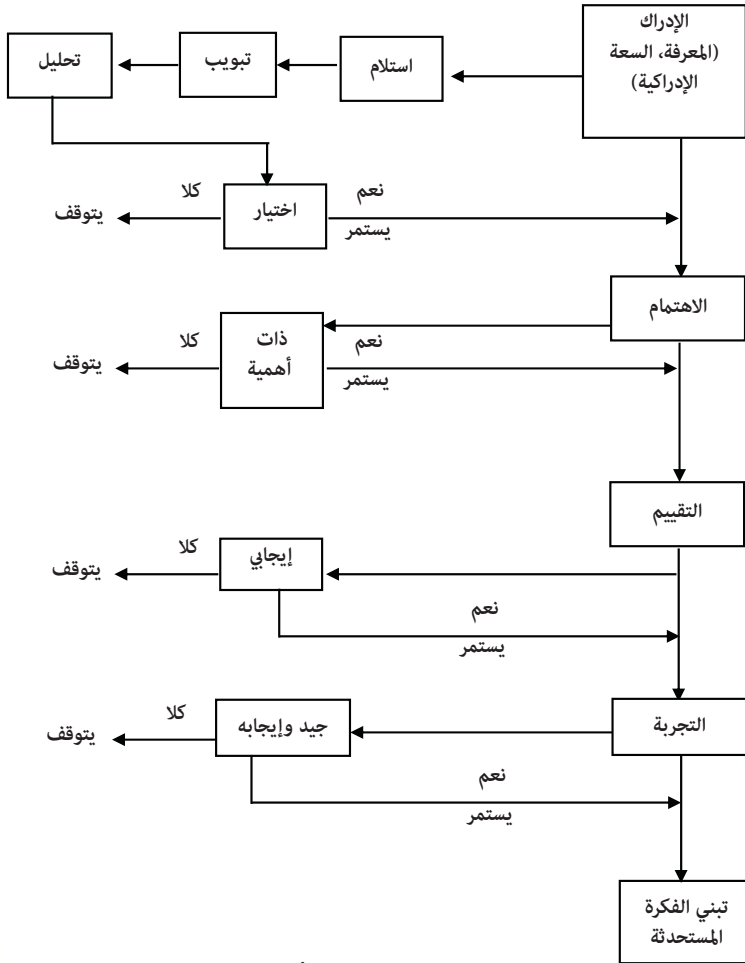 الإدراك
(المعرفة، السعة
الإدراكية)
استلام
تبويب
تحليل
اختيار
نعم
يستمر
كلا
يتوقف
الاهتمام
ذات
أهمية
نعم
يستمر
كلا
يتوقف
التقييم
إيجابي
كلا
يتوقف
نعم
يستمر
التجربة
جيد وإيجابه
كلا
يتوقف
نعم
يستمر
تبني الفكرة
المستحدثة